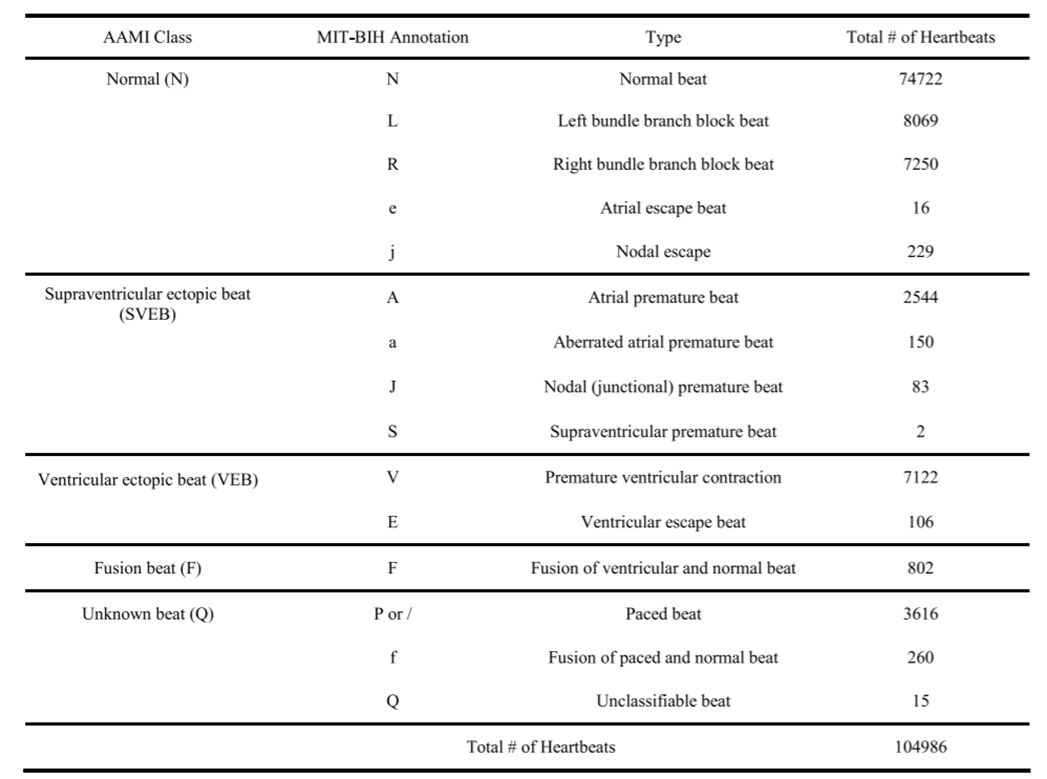 AAMI Class MIT-BIH Annotation Type Total # of Heartbeats
Normal (N) N Normal beat 74722
L Left bundle branch block beat 8069
R Right bundle branch block beat 7250
e Atrial escape beat 16
j Nodal escape 229
Supraventricular ectopic beat
(SVEB) A Atrial premature beat 2544
a Aberrated atrial premature beat 150
J Nodal (junctional) premature beat 83
S Supraventricular premature beat 2
Ventricular ectopic beat (VEB) V Premature ventricular contraction 7122
E Ventricular escape beat 106
Fusion beat (F) F Fusion of ventricular and normal beat 802
Unknown beat (Q) P or / Paced beat 3616
f Fusion of paced and normal beat 260
Q Unclassifiable beat 15
Total # of Heartbeats 104986